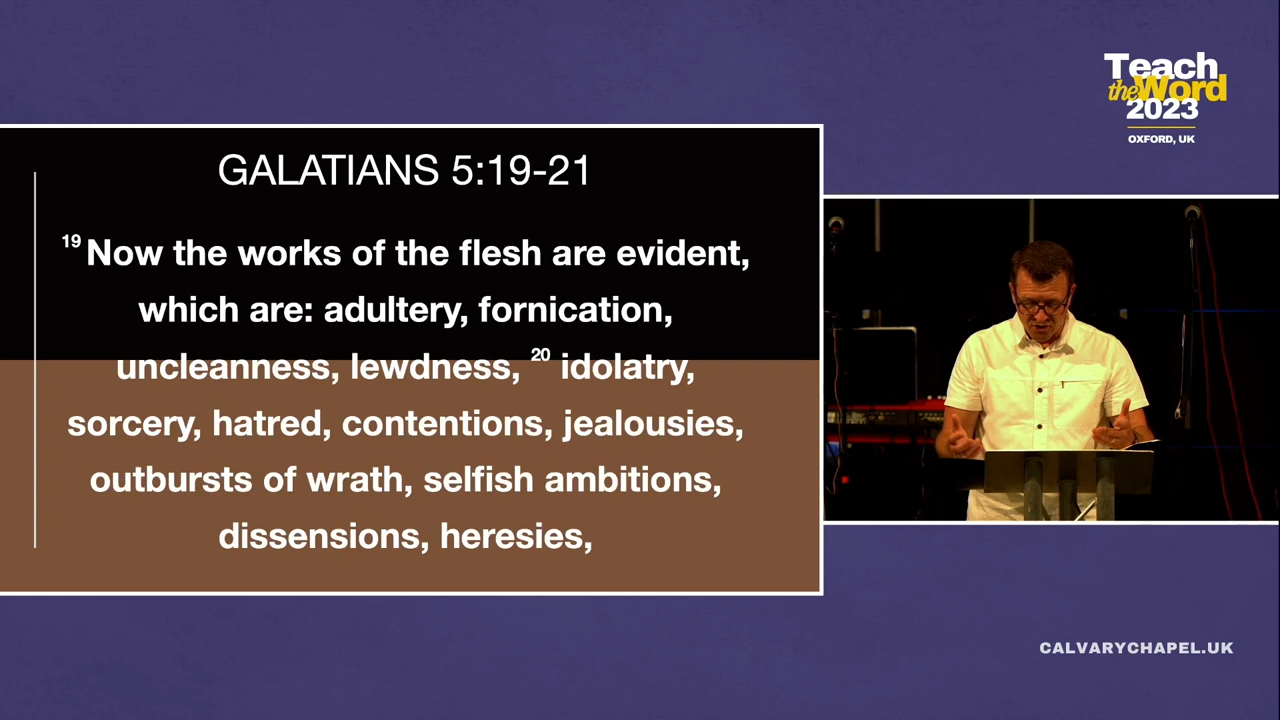 Teach
the Word
2023
OXFORD, UK
GALATIANS 5:19-21
19 Now the works of the flesh are evident,
which are: adultery, fornication,
uncleanness, lewdness, 20 idolatry,
sorcery, hatred, contentions, jealousies,
outbursts of wrath, selfish ambitions,
dissensions, heresies,
CALVARYCHAPEL.UK